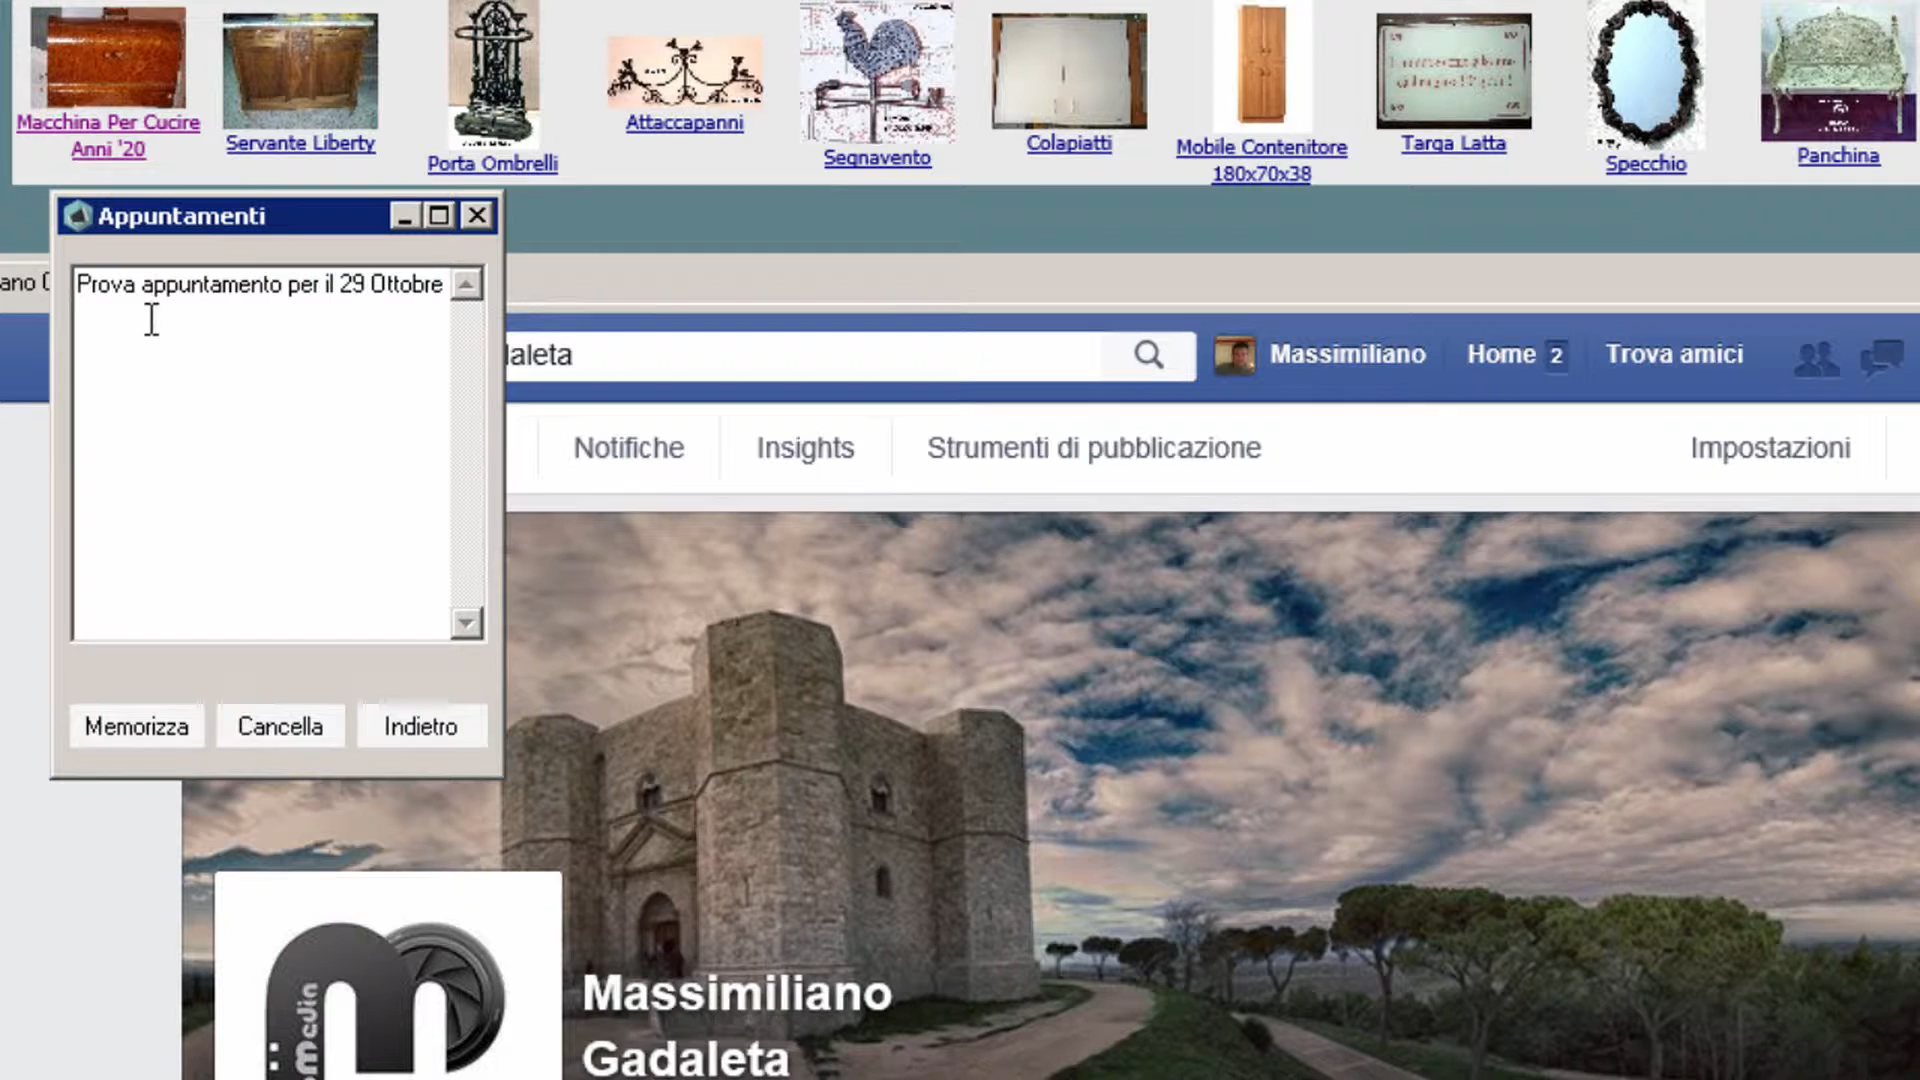 Macchina Per Cucire
Anni '20
Servante Liberty
Porta Ombrelli
Attaccapanni
Segnavento
Colapiatti
Mobile Contenitore
180x70x38
Targa Latta
Specchio
Panchina
Appuntamenti
Prova appuntamento per il 29 Ottobre
ano
daleta
Massimiliano
Home 2
Trova amici
Notifiche
Insights
Strumenti di pubblicazione
Impostazioni
Memorizza
Cancella
Indietro
Massimiliano
Gadaleta